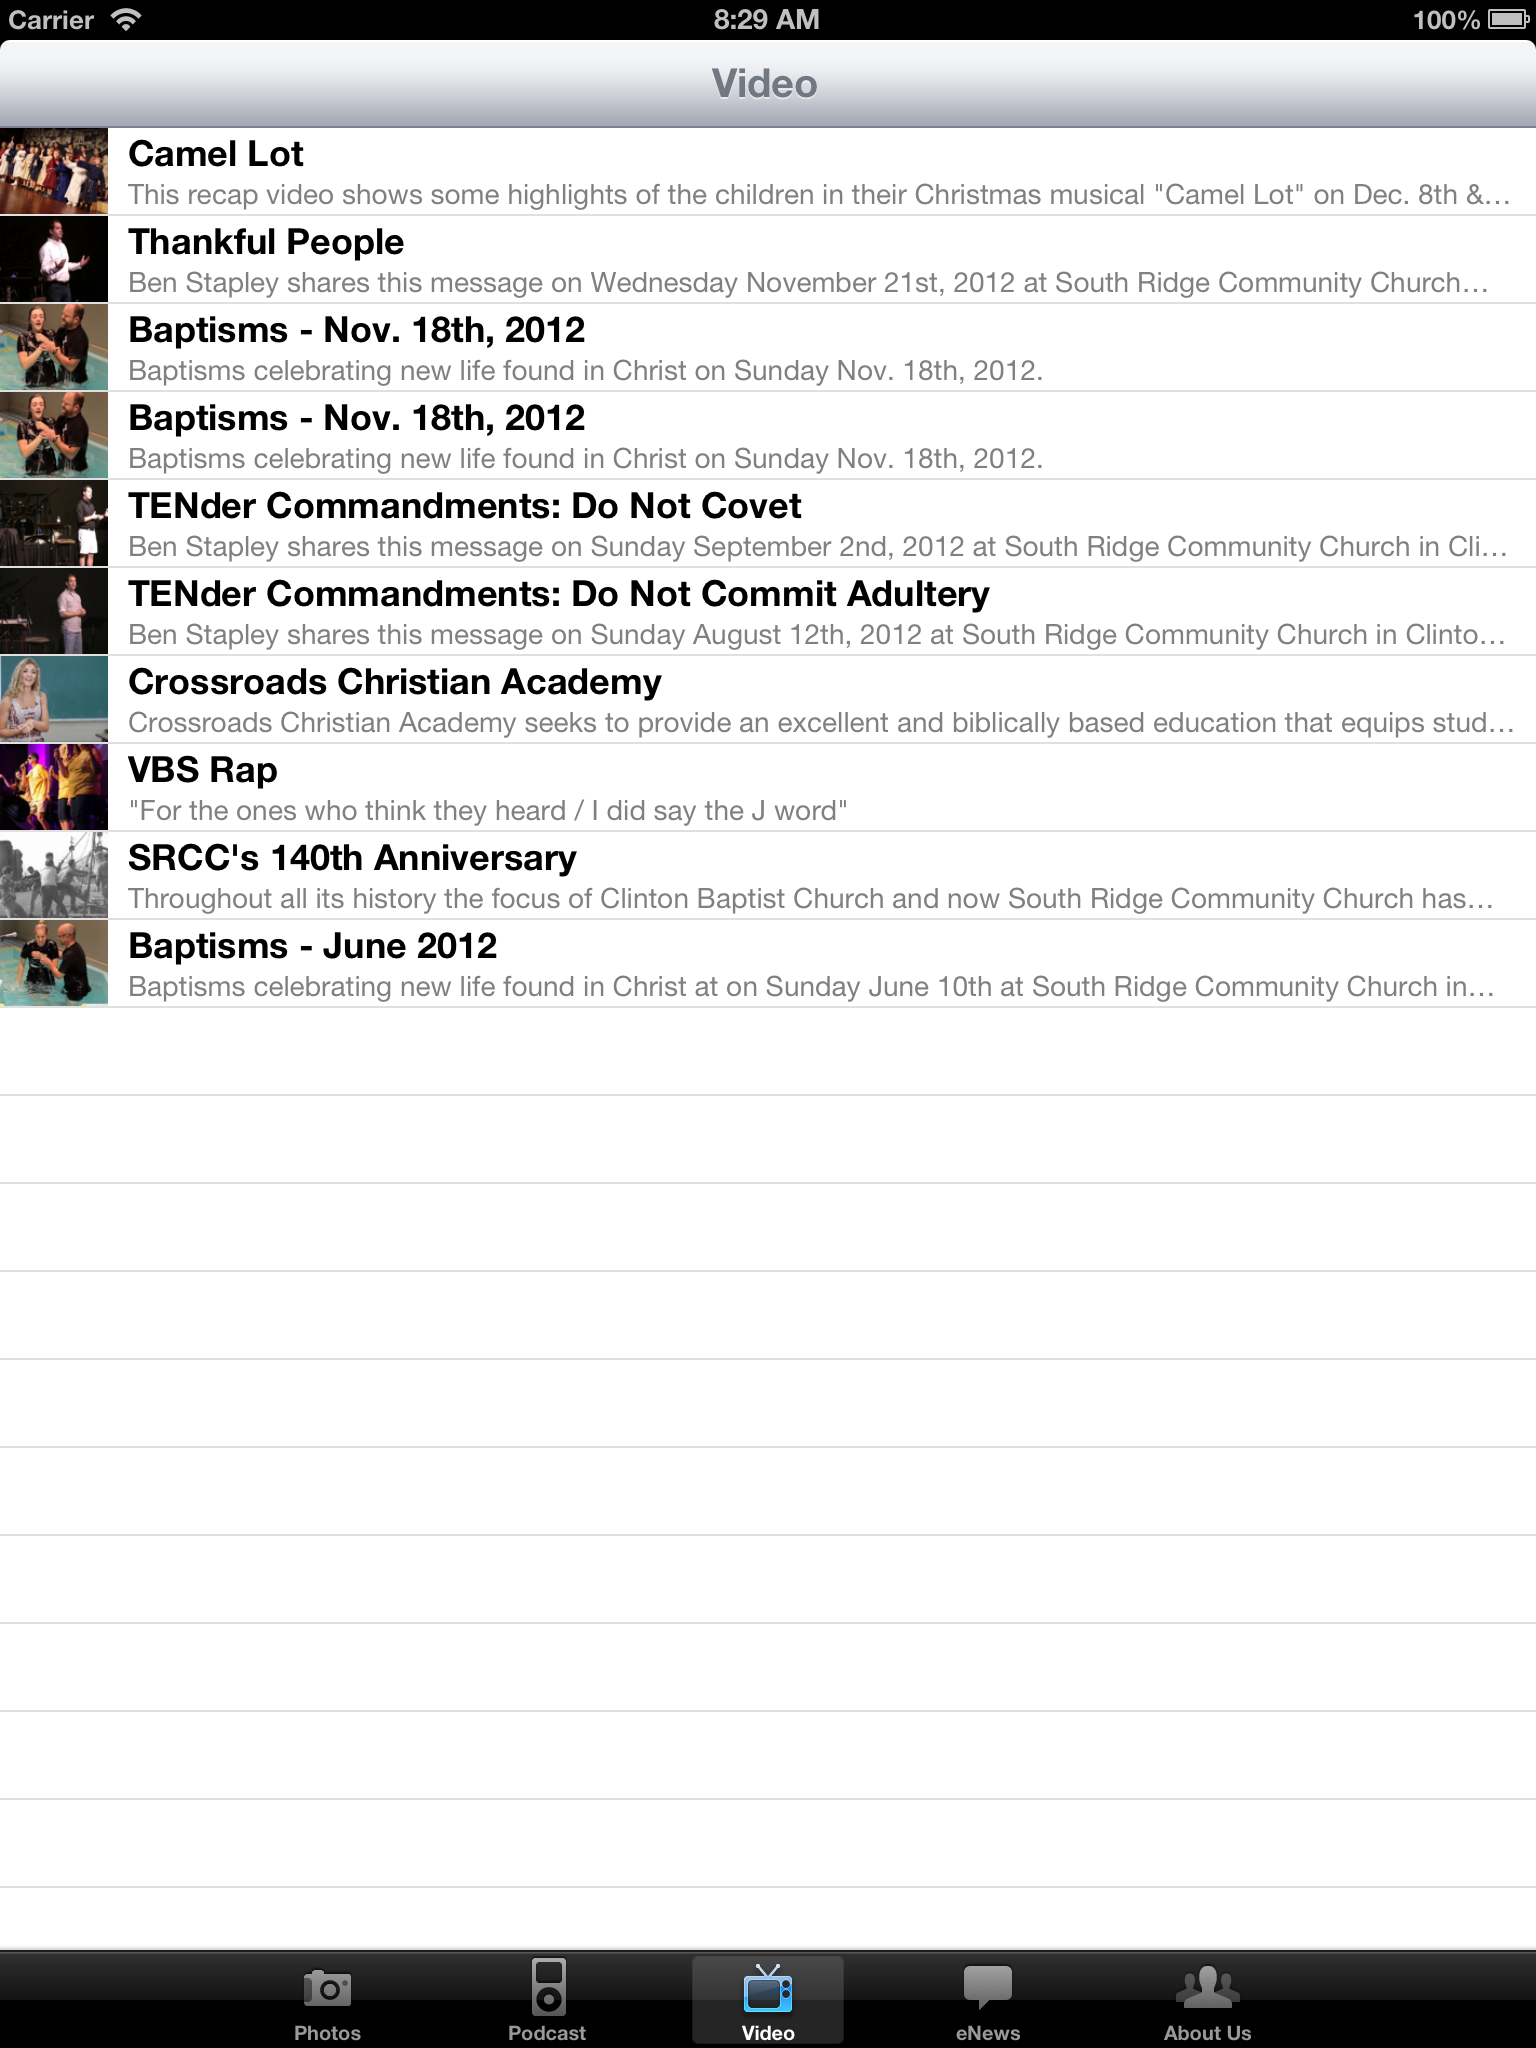 Carrier
8:29 AM
100%
Video
Camel Lot
This recap video shows some highlights of the children in their Christmas musical "Camel Lot" on Dec. 8th &...
Thankful People
Ben Stapley shares this message on Wednesday November 21st, 2012 at South Ridge Community Church...
Baptisms - Nov. 18th, 2012
Baptisms celebrating new life found in Christ on Sunday Nov. 18th, 2012.
Baptisms - Nov. 18th, 2012
Baptisms celebrating new life found in Christ on Sunday Nov. 18th, 2012.
TENder Commandments: Do Not Covet
Ben Stapley shares this message on Sunday September 2nd, 2012 at South Ridge Community Church in Cli...
TENder Commandments: Do Not Commit Adultery
Ben Stapley shares this message on Sunday August 12th, 2012 at South Ridge Community Church in Clinto...
Crossroads Christian Academy
Crossroads Christian Academy seeks to provide an excellent and biblically based education that equips stud...
VBS Rap
"For the ones who think they heard / I did say the J word"
SRCC's 140th Anniversary
Throughout all its history the focus of Clinton Baptist Church and now South Ridge Community Church has...
Baptisms - June 2012
Baptisms celebrating new life found in Christ at on Sunday June 10th at South Ridge Community Church in...
Photos
Podcast
Video
eNews
About Us